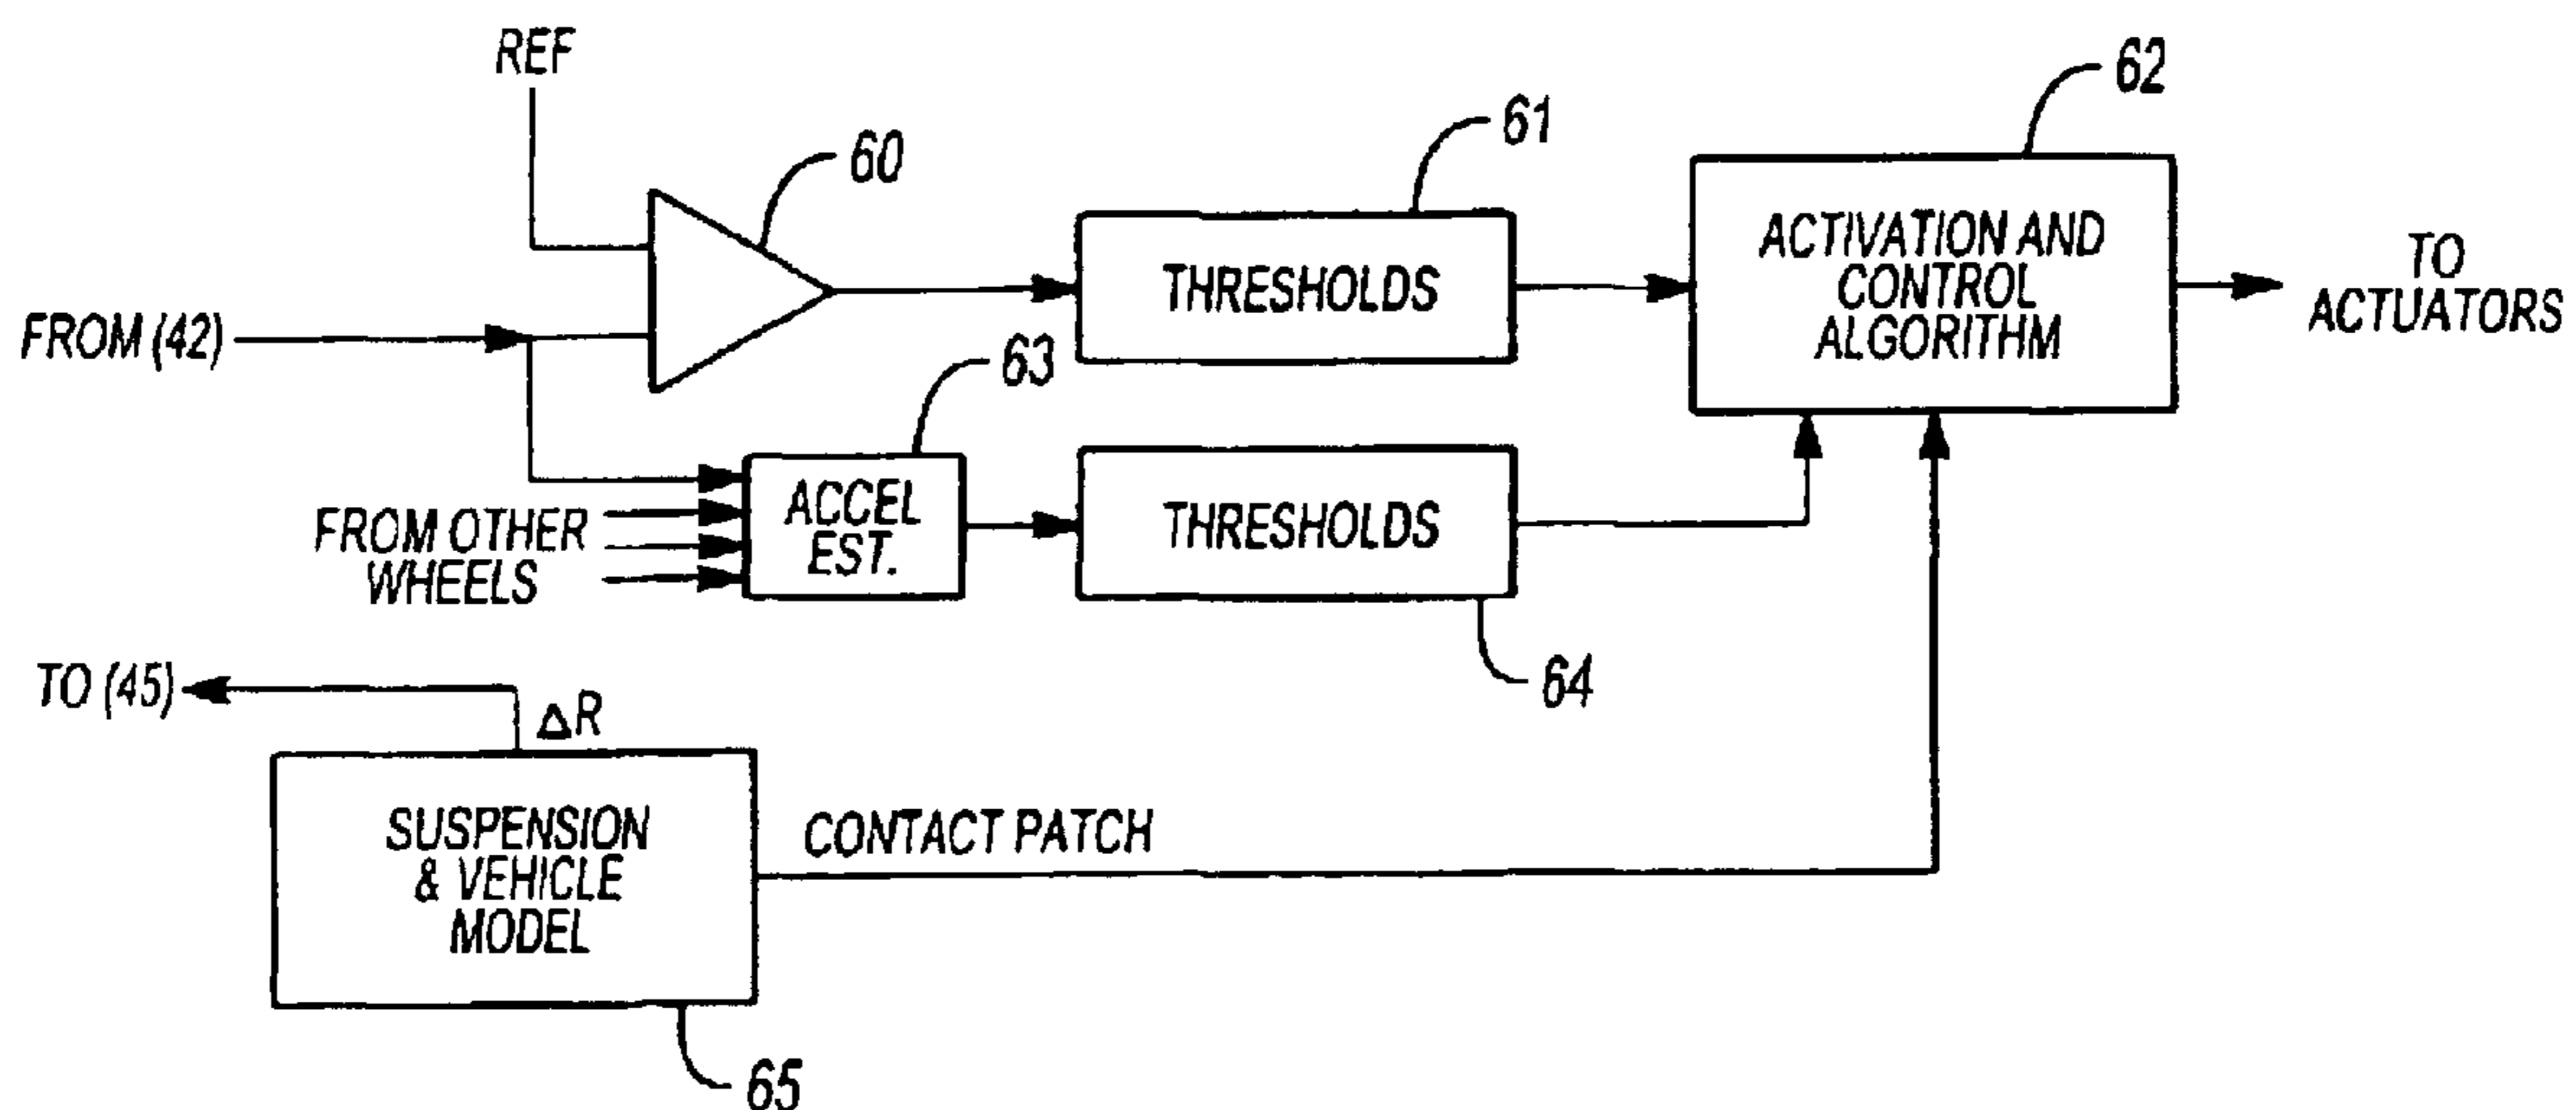 REF
60
61
62
FROM (42)
THRESHOLDS
ACTIVATION AND
CONTROL
ALGORITHM
TO
ACTUATORS
63
FROM OTHER
WHEELS
ACCEL
EST.
THRESHOLDS
64
TO (45)
ΔR
SUSPENSION
& VEHICLE
MODEL
CONTACT PATCH
65